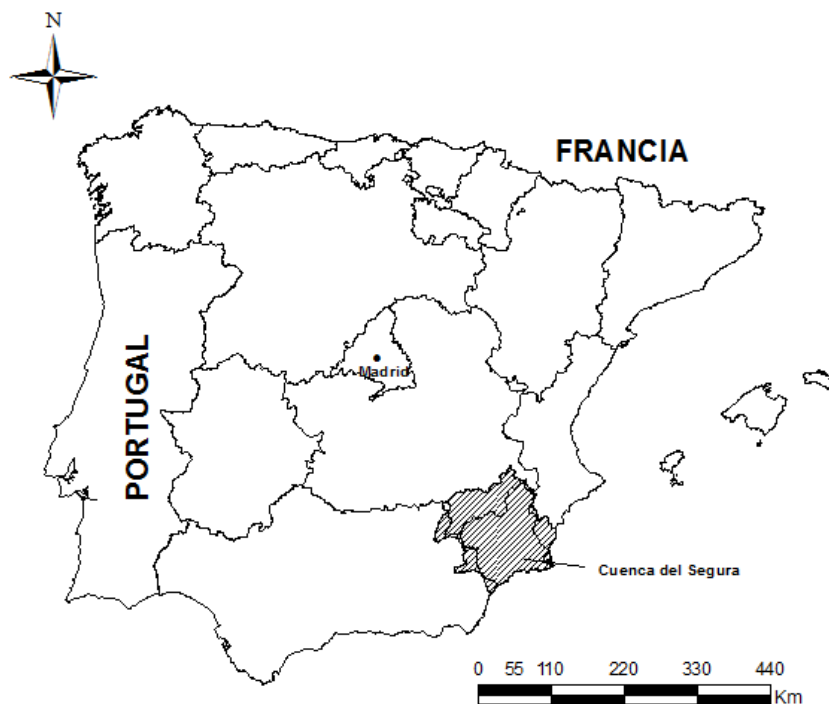 N
FRANCIA
Madrid
PORTUGAL
Cuenca del Segura
0 55 110 220 330 440
Km